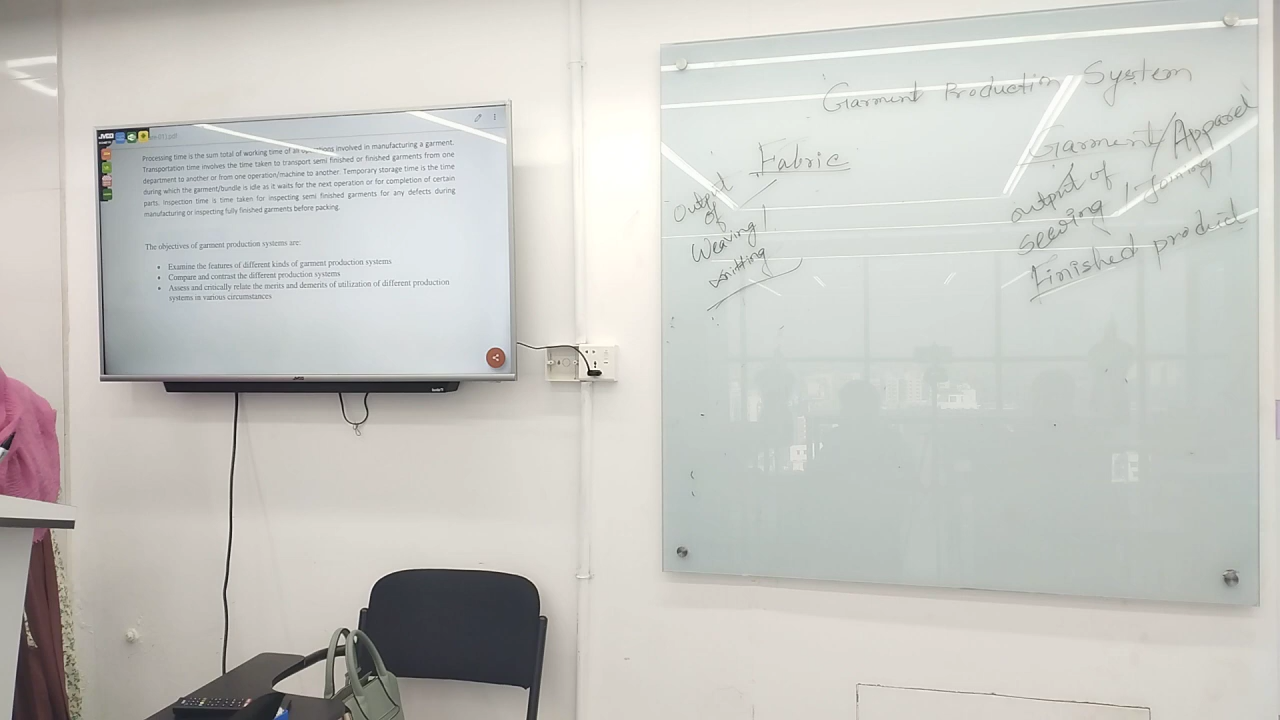 JVCO
Processing time is the sum total of working time of all operations involved in manufacturing a garment.
Transportation time involves the time taken to transport semi finished or finished garments from one
department to another or from one operation/machine to another. Temporary storage time is the time
during which the garment/bundle is idle as it waits for the next operation or for completion of certain
parts. Inspection time is time taken for inspecting semi finished garments for any defects during
manufacturing or inspecting fully finished garments before packing.
The objectives of garment production systems are:
• Examine the features of different kinds of garment production systems
• Compare and contrast the different production systems
• Assess and critically relate the merits and demerits of utilization of different production
systems in various circumstances
JVCO
Garment Production System
Fabric
Output
of
Weaving/
knitting
Garment/Apparel
output of
sewing / Joining /
Finished product